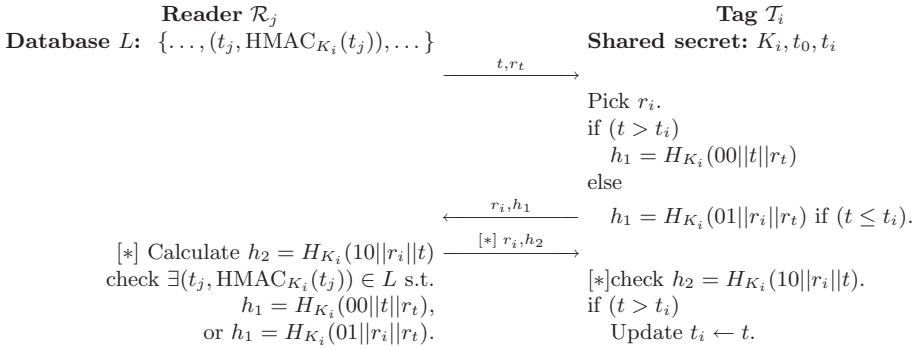 Reader $\mathcal{R}_j$ Tag $\mathcal{T}_i$
Database $L$: $\{\ldots, (t_j, \mathrm{HMAC}_{K_i}(t_j)), \ldots\}$ Shared secret: $K_i, t_0, t_i$
$t, r_t$
Pick $r_i$.
if $(t > t_i)$
$h_1 = H_{K_i}(00||t||r_t)$
else
$r_i, h_1$ $h_1 = H_{K_i}(01||r_i||r_t)$ if $(t \leq t_i)$.
[∗] Calculate $h_2 = H_{K_i}(10||r_i||t)$ [∗] $r_i, h_2$
check $\exists(t_j, \mathrm{HMAC}_{K_i}(t_j)) \in L$ s.t. [∗]check $h_2 = H_{K_i}(10||r_i||t)$.
$h_1 = H_{K_i}(00||t||r_t)$, if $(t > t_i)$
or $h_1 = H_{K_i}(01||r_i||r_t)$. Update $t_i \leftarrow t$.